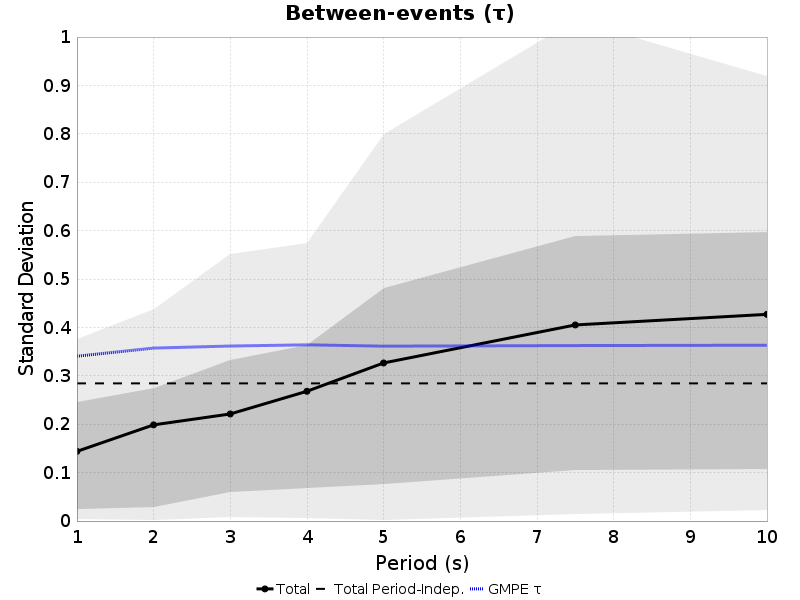 Between-events (τ)
Standard Deviation
1
0.9
0.8
0.7
0.6
0.5
0.4
0.3
0.2
0.1
0
1 2 3 4 5 6 7 8 9 10
Period (s)
Total Total Period-Indep. GMPE τ